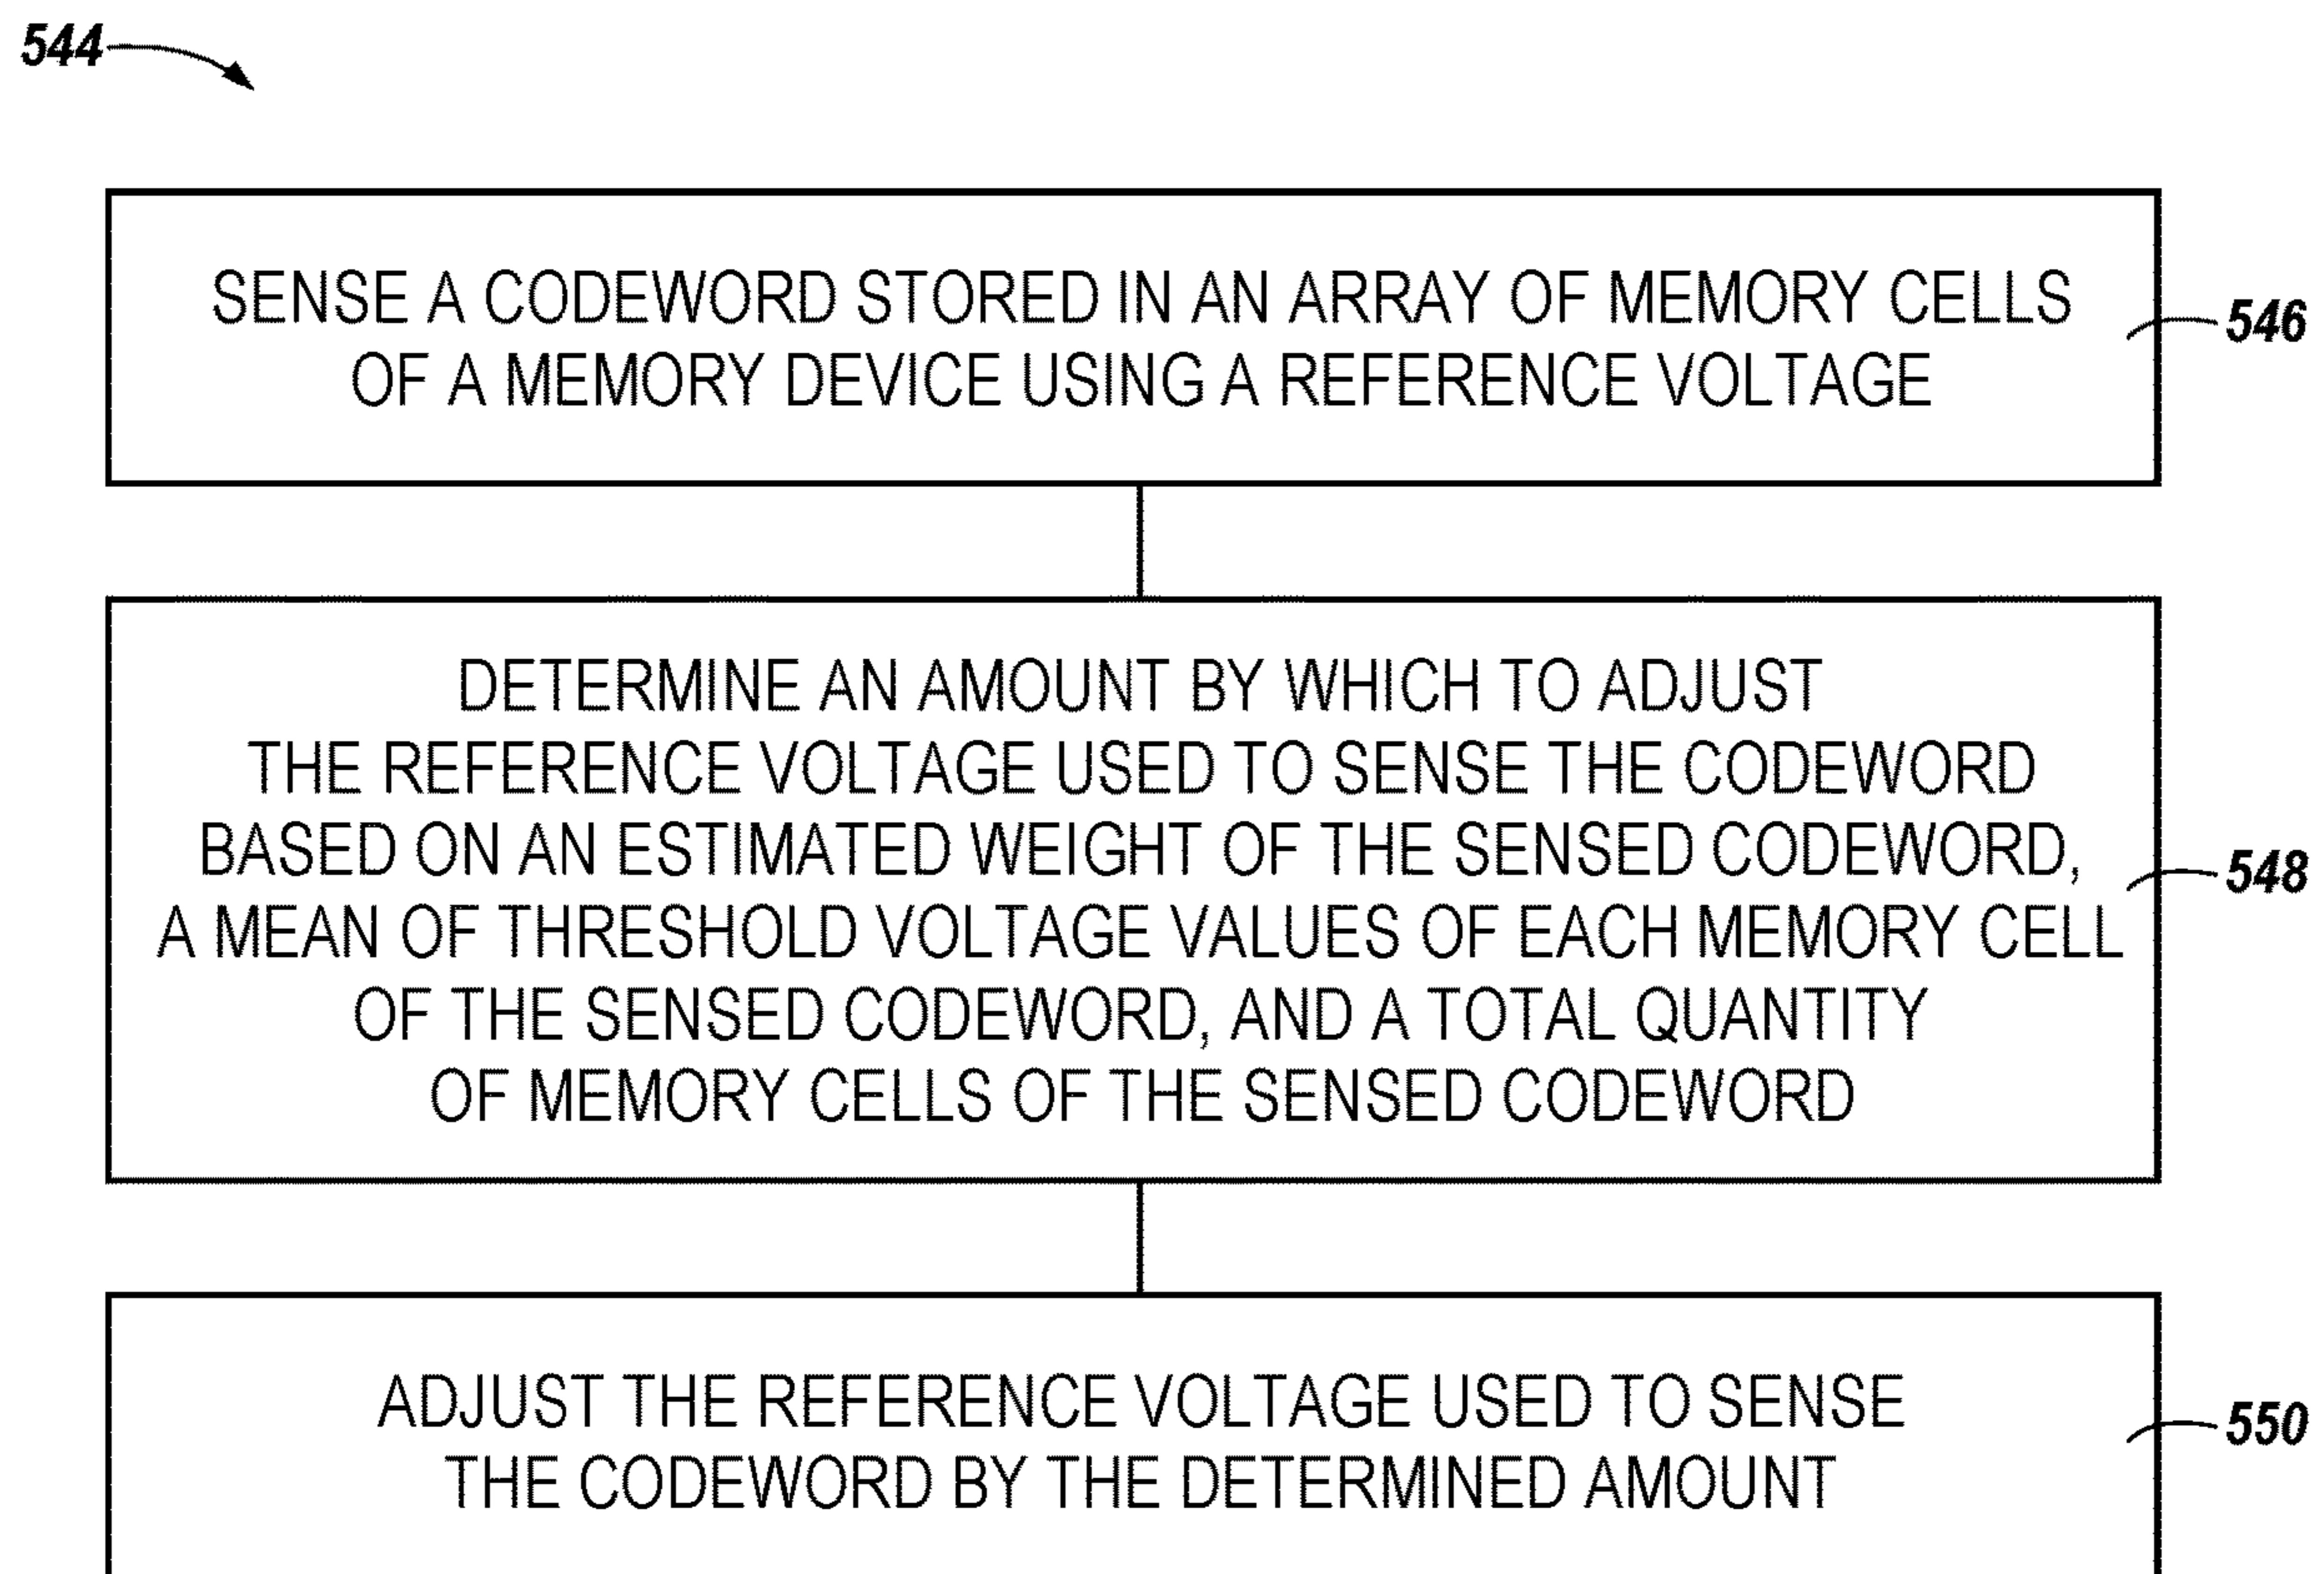 544
SENSE A CODEWORD STORED IN AN ARRAY OF MEMORY CELLS
OF A MEMORY DEVICE USING A REFERENCE VOLTAGE
546
DETERMINE AN AMOUNT BY WHICH TO ADJUST
THE REFERENCE VOLTAGE USED TO SENSE THE CODEWORD
BASED ON AN ESTIMATED WEIGHT OF THE SENSED CODEWORD,
A MEAN OF THRESHOLD VOLTAGE VALUES OF EACH MEMORY CELL
OF THE SENSED CODEWORD, AND A TOTAL QUANTITY
OF MEMORY CELLS OF THE SENSED CODEWORD
548
ADJUST THE REFERENCE VOLTAGE USED TO SENSE
THE CODEWORD BY THE DETERMINED AMOUNT
550